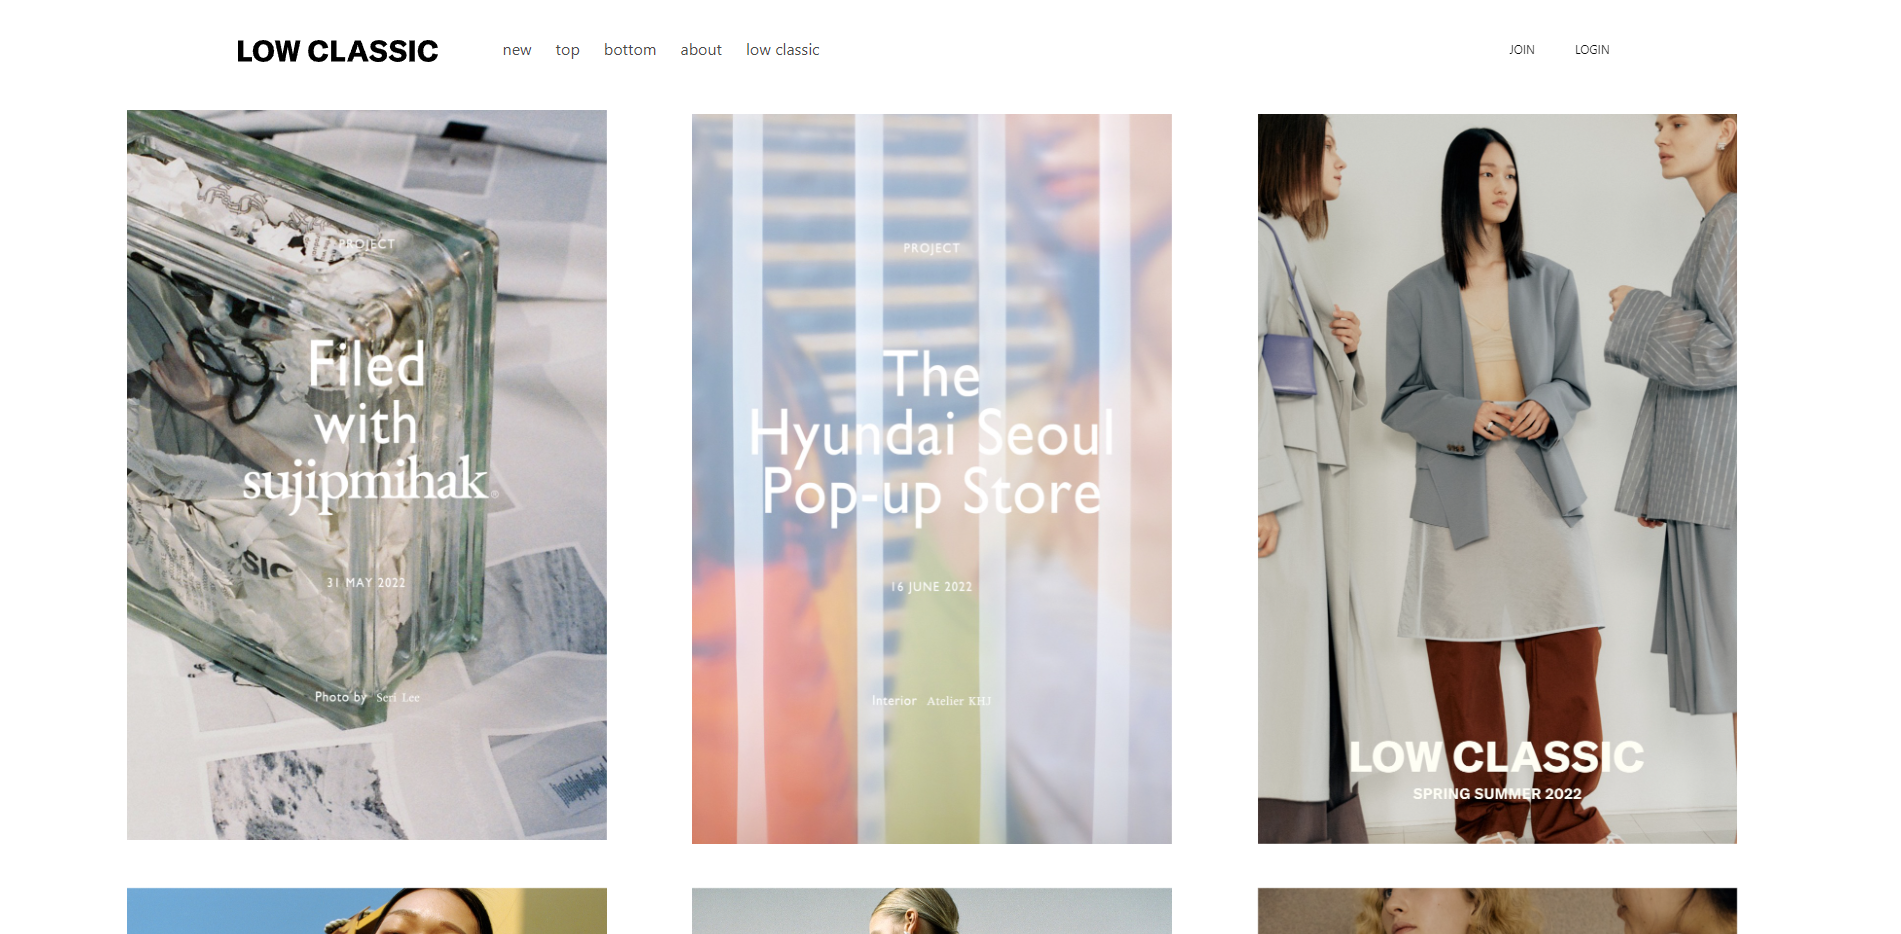 LOW CLASSIC
new top bottom about low classic
JOIN LOGIN
PROJECT
Filed
with
sujipmihak®
SIC
31 MAY 2022
Photo by Seri Lee
PROJECT
The
Hyundai Seoul
Pop-up Store
16 JUNE 2022
Interior Atelier KHJ
LOW CLASSIC
SPRING SUMMER 2022